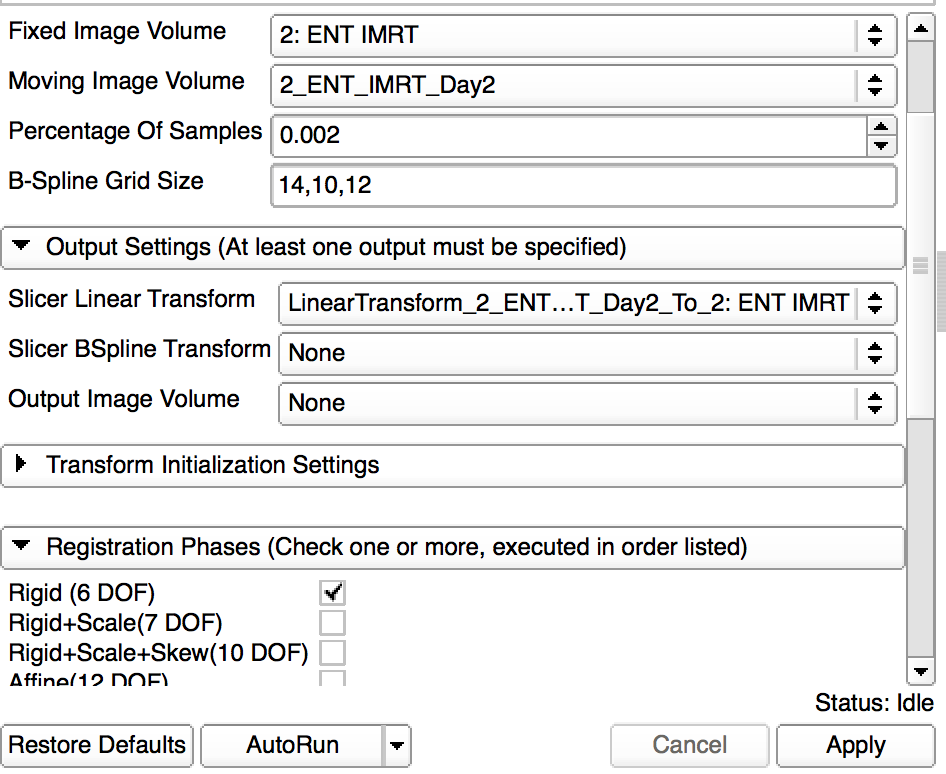 Fixed Image Volume 2: ENT IMRT
Moving Image Volume 2_ENT_IMRT_Day2
Percentage Of Samples 0.002
B-Spline Grid Size 14,10,12
Output Settings (At least one output must be specified)
Slicer Linear Transform LinearTransform_2_ENT...T_Day2_To_2: ENT IMRT
Slicer BSpline Transform None
Output Image Volume None
Transform Initialization Settings
Registration Phases (Check one or more, executed in order listed)
Rigid (6 DOF)
Rigid+Scale(7 DOF)
Rigid+Scale+Skew(10 DOF)
Affine(12 DOF)
Status: Idle
Restore Defaults AutoRun Cancel Apply